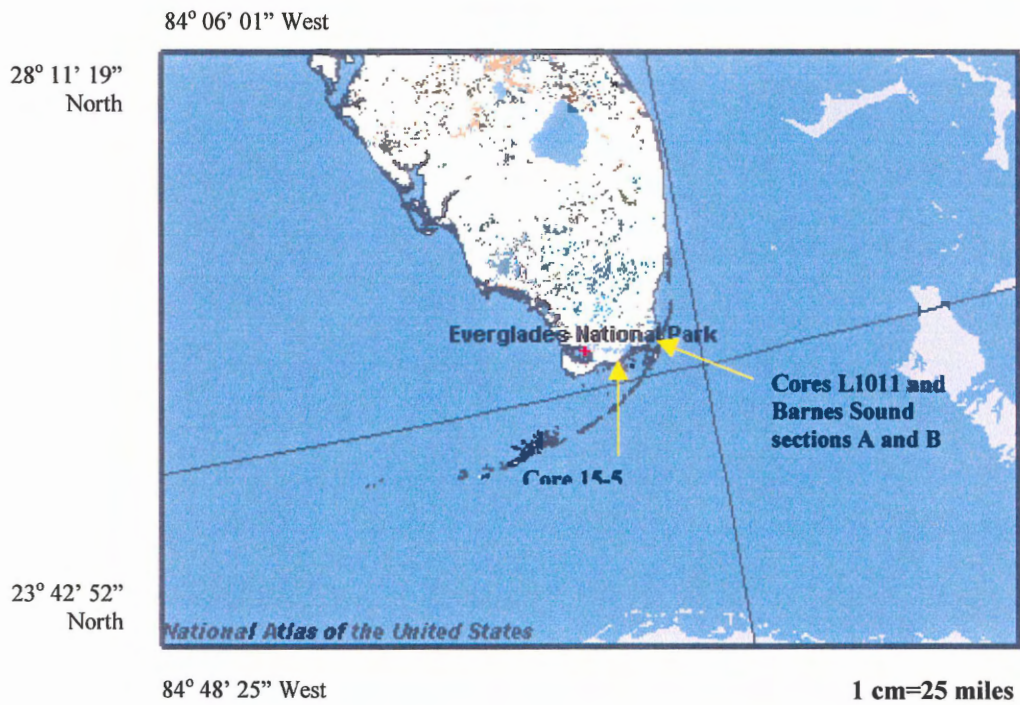 84° 06' 01” West
28° 11' 19”
North
Everglades National Park
Cores L1011 and
Barnes Sound
sections A and B
Core 15-5
23° 42' 52”
North
National Atlas of the United States
84° 48' 25” West
1 cm=25 miles